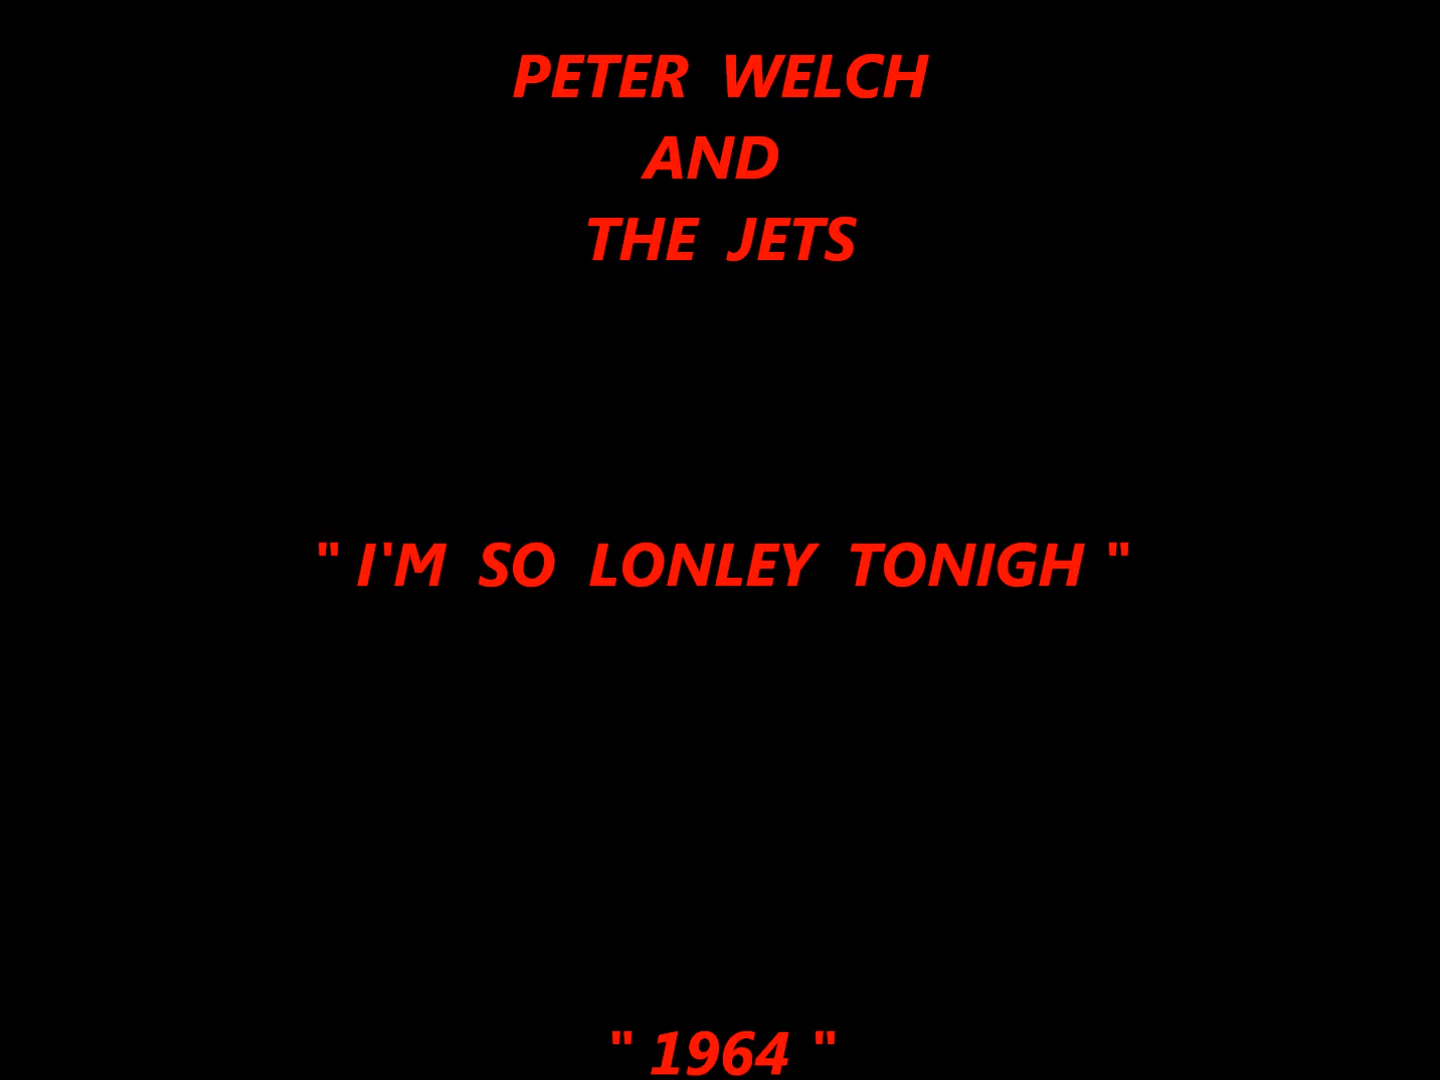 PETER WELCH
AND
THE JETS
" I'M SO LONLEY TONIGH "
" 1964 "